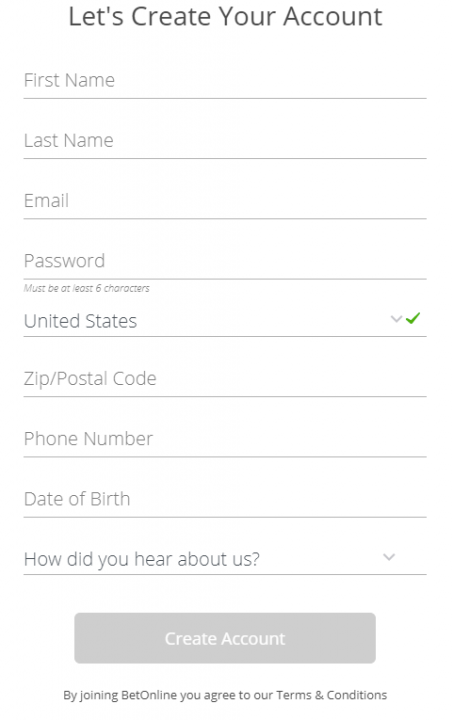 Let's Create Your Account
First Name
Last Name
Email
Password
Must be at least 6 characters
United States
Zip/Postal Code
Phone Number
Date of Birth
How did you hear about us?
Create Account
By joining BetOnline you agree to our Terms & Conditions